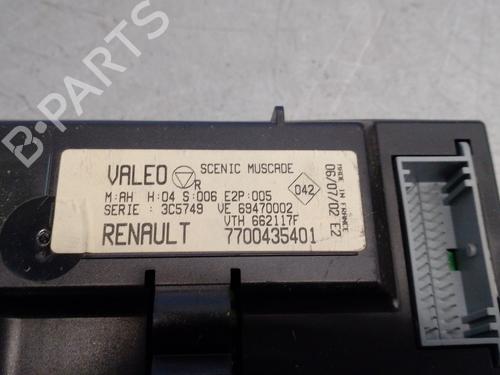 B-PARTS
VALEO R SCENIC MUSCADE
M:AH H:04 S:006 E2P:005
SERIE : 3C5749 VE 69470002
VTH 662117F
RENAULT 7700435401
042
MADE IN FRANCE
06/07/02 E2